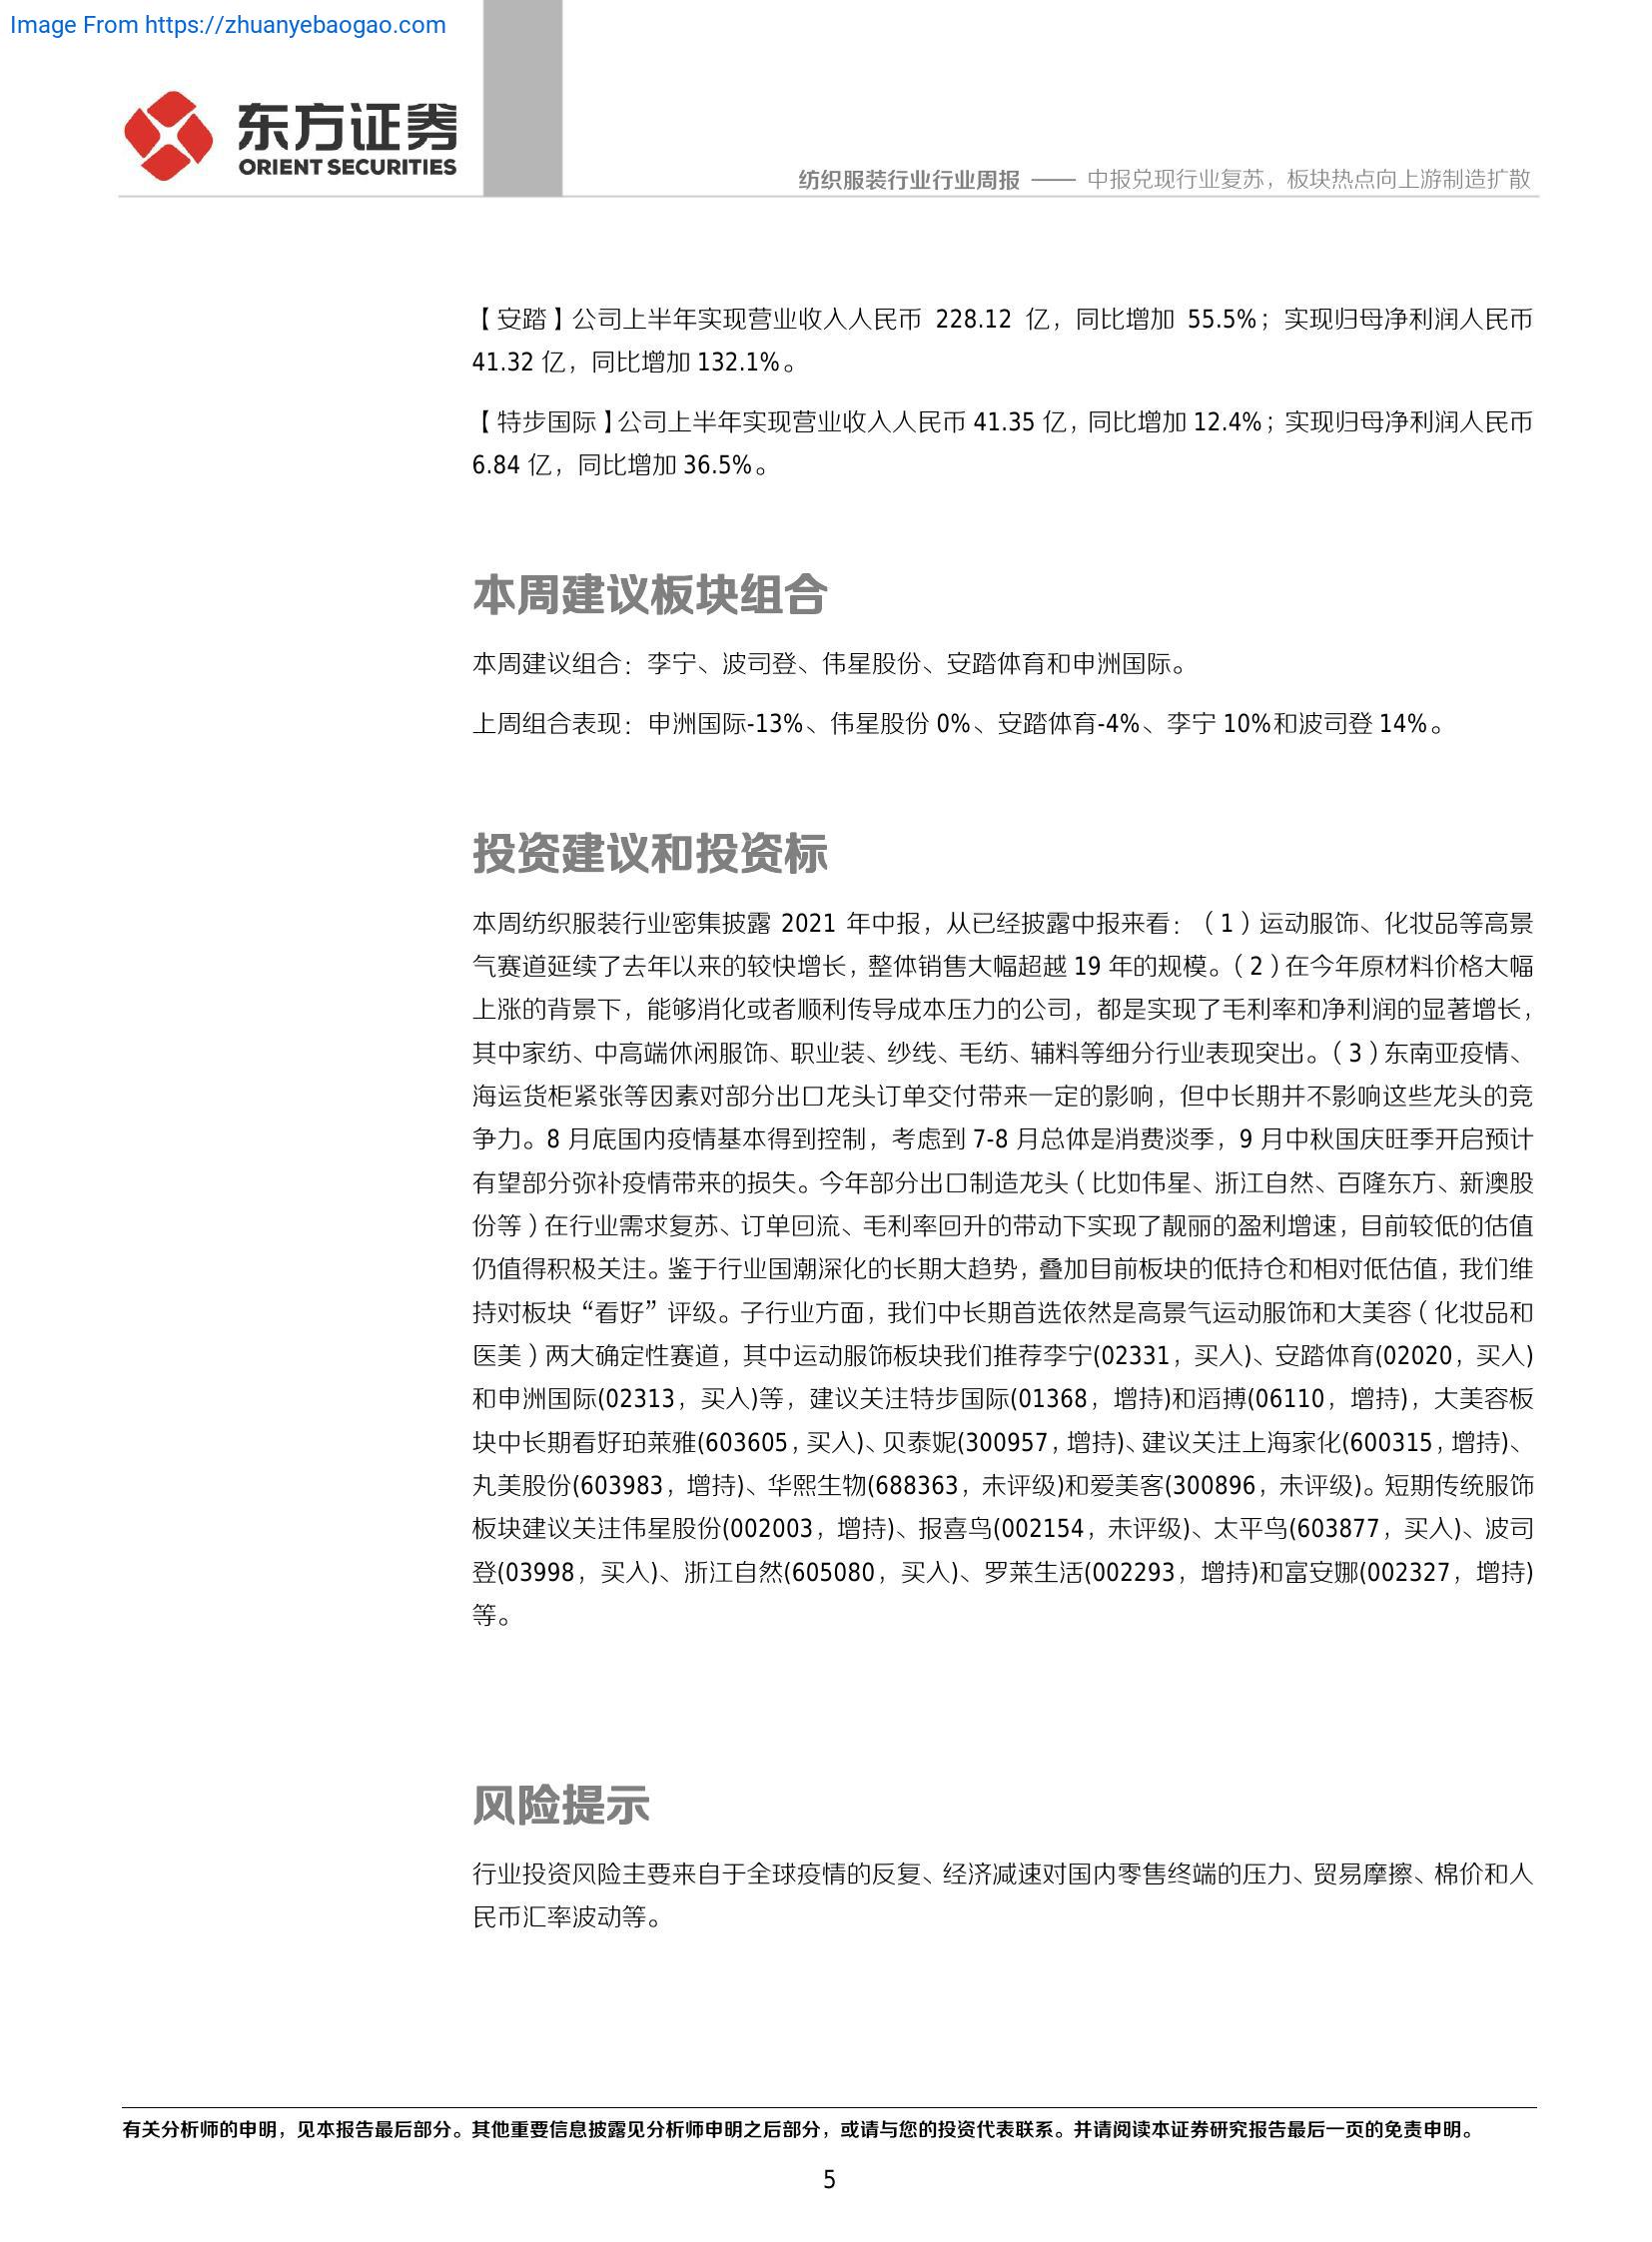 Image From https://zhuanyebaogao.com
东方证券
ORIENT SECURITIES
纺织服装行业行业周报 —— 中报兑现行业复苏，板块热点向上游制造扩散
【安踏】公司上半年实现营业收入人民币 228.12 亿，同比增加 55.5%；实现归母净利润人民币
41.32 亿，同比增加 132.1%。
【特步国际】公司上半年实现营业收入人民币 41.35 亿，同比增加 12.4%；实现归母净利润人民币
6.84 亿，同比增加 36.5%。
本周建议板块组合
本周建议组合：李宁、波司登、伟星股份、安踏体育和申洲国际。
上周组合表现：申洲国际-13%、伟星股份 0%、安踏体育-4%、李宁 10%和波司登 14%。
投资建议和投资标
本周纺织服装行业密集披露 2021 年中报，从已经披露中报来看：（1）运动服饰、化妆品等高景
气赛道延续了去年以来的较快增长，整体销售大幅超越 19 年的规模。（2）在今年原材料价格大幅
上涨的背景下，能够消化或者顺利传导成本压力的公司，都是实现了毛利率和净利润的显著增长，
其中家纺、中高端休闲服饰、职业装、纱线、毛纺、辅料等细分行业表现突出。（3）东南亚疫情、
海运货柜紧张等因素对部分出口龙头订单交付带来一定的影响，但中长期并不影响这些龙头的竞
争力。8 月底国内疫情基本得到控制，考虑到 7-8 月总体是消费淡季，9 月中秋国庆旺季开启预计
有望部分弥补疫情带来的损失。今年部分出口制造龙头（比如伟星、浙江自然、百隆东方、新澳股
份等）在行业需求复苏、订单回流、毛利率回升的带动下实现了靓丽的盈利增速，目前较低的估值
仍值得积极关注。鉴于行业国潮深化的长期大趋势，叠加目前板块的低持仓和相对低估值，我们维
持对板块“看好”评级。子行业方面，我们中长期首选依然是高景气运动服饰和大美容（化妆品和
医美）两大确定性赛道，其中运动服饰板块我们推荐李宁(02331，买入)、安踏体育(02020，买入)
和申洲国际(02313，买入)等，建议关注特步国际(01368，增持)和滔搏(06110，增持)，大美容板
块中长期看好珀莱雅(603605，买入)、贝泰妮(300957，增持)、建议关注上海家化(600315，增持)、
丸美股份(603983，增持)、华熙生物(688363，未评级)和爱美客(300896，未评级)。短期传统服饰
板块建议关注伟星股份(002003，增持)、报喜鸟(002154，未评级)、太平鸟(603877，买入)、波司
登(03998，买入)、浙江自然(605080，买入)、罗莱生活(002293，增持)和富安娜(002327，增持)
等。
风险提示
行业投资风险主要来自于全球疫情的反复、经济减速对国内零售终端的压力、贸易摩擦、棉价和人
民币汇率波动等。
有关分析师的申明，见本报告最后部分。其他重要信息披露见分析师申明之后部分，或请与您的投资代表联系。并请阅读本证券研究报告最后一页的免责申明。
5